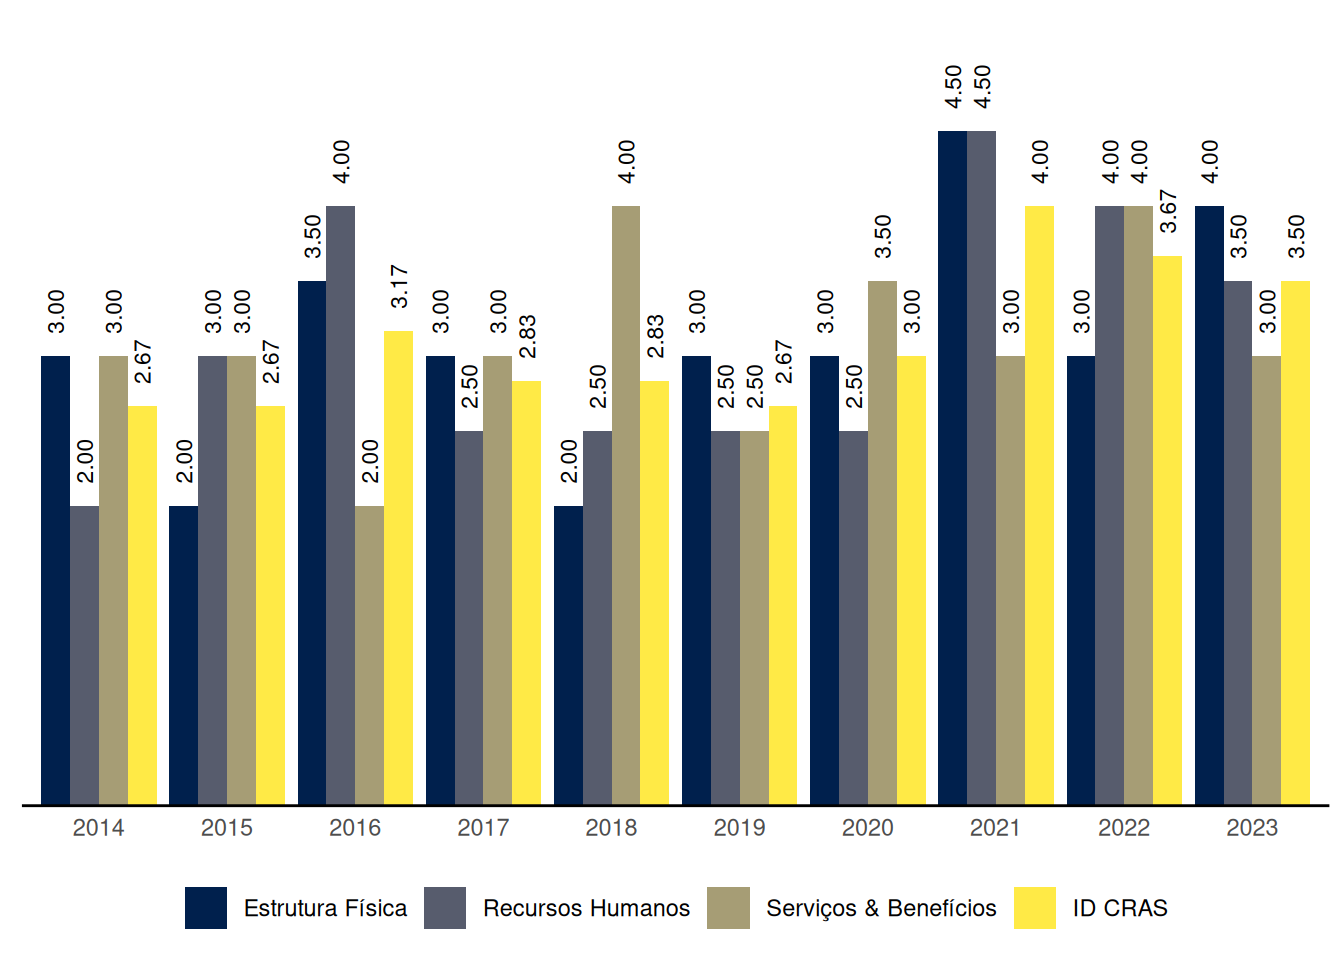 4.50 4.50
4.00 4.00 4.00 4.00 4.00 4.00
3.67
3.50 3.50 3.50 3.50
3.17
3.00 3.00 3.00 3.00 3.00 3.00 3.00 3.00 3.00 3.00 3.00 3.00 3.00
2.83 2.83
2.67 2.67 2.67
2.50 2.50 2.50 2.50 2.50
2.00 2.00 2.00 2.00
2014 2015 2016 2017 2018 2019 2020 2021 2022 2023
Estrutura Física Recursos Humanos Serviços & Benefícios ID CRAS